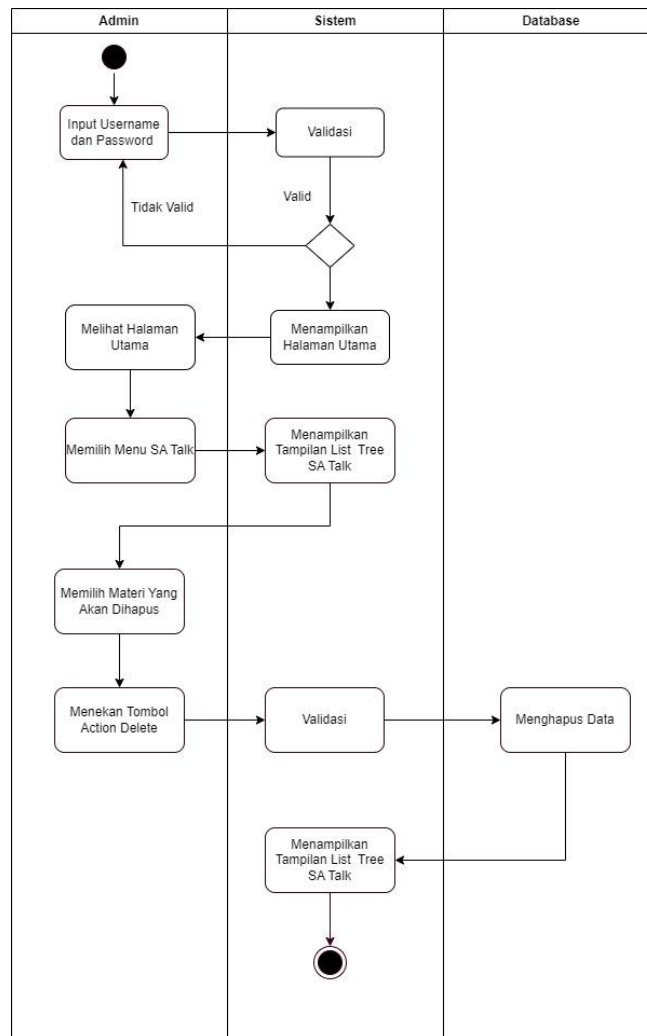 Admin
Sistem
Database
Input Username
dan Password
Validasi
Valid
Tidak Valid
Melihat Halaman
Utama
Menampilkan
Halaman Utama
Memilih Menu SA Talk
Menampilkan
Tampilan List Tree
SA Talk
Memilih Materi Yang
Akan Dihapus
Menekan Tombol
Action Delete
Validasi
Menghapus Data
Menampilkan
Tampilan List Tree
SA Talk